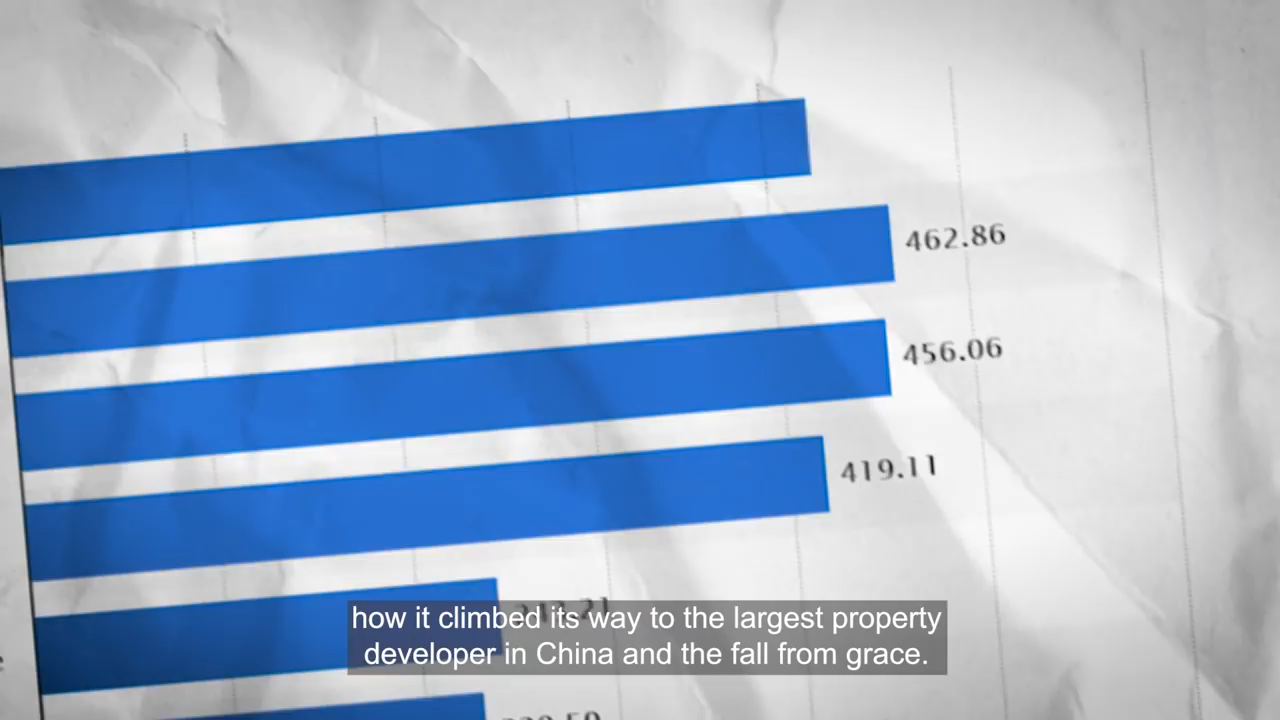 462.86
456.06
419.11
how it climbed its way to the largest property
developer in China and the fall from grace.